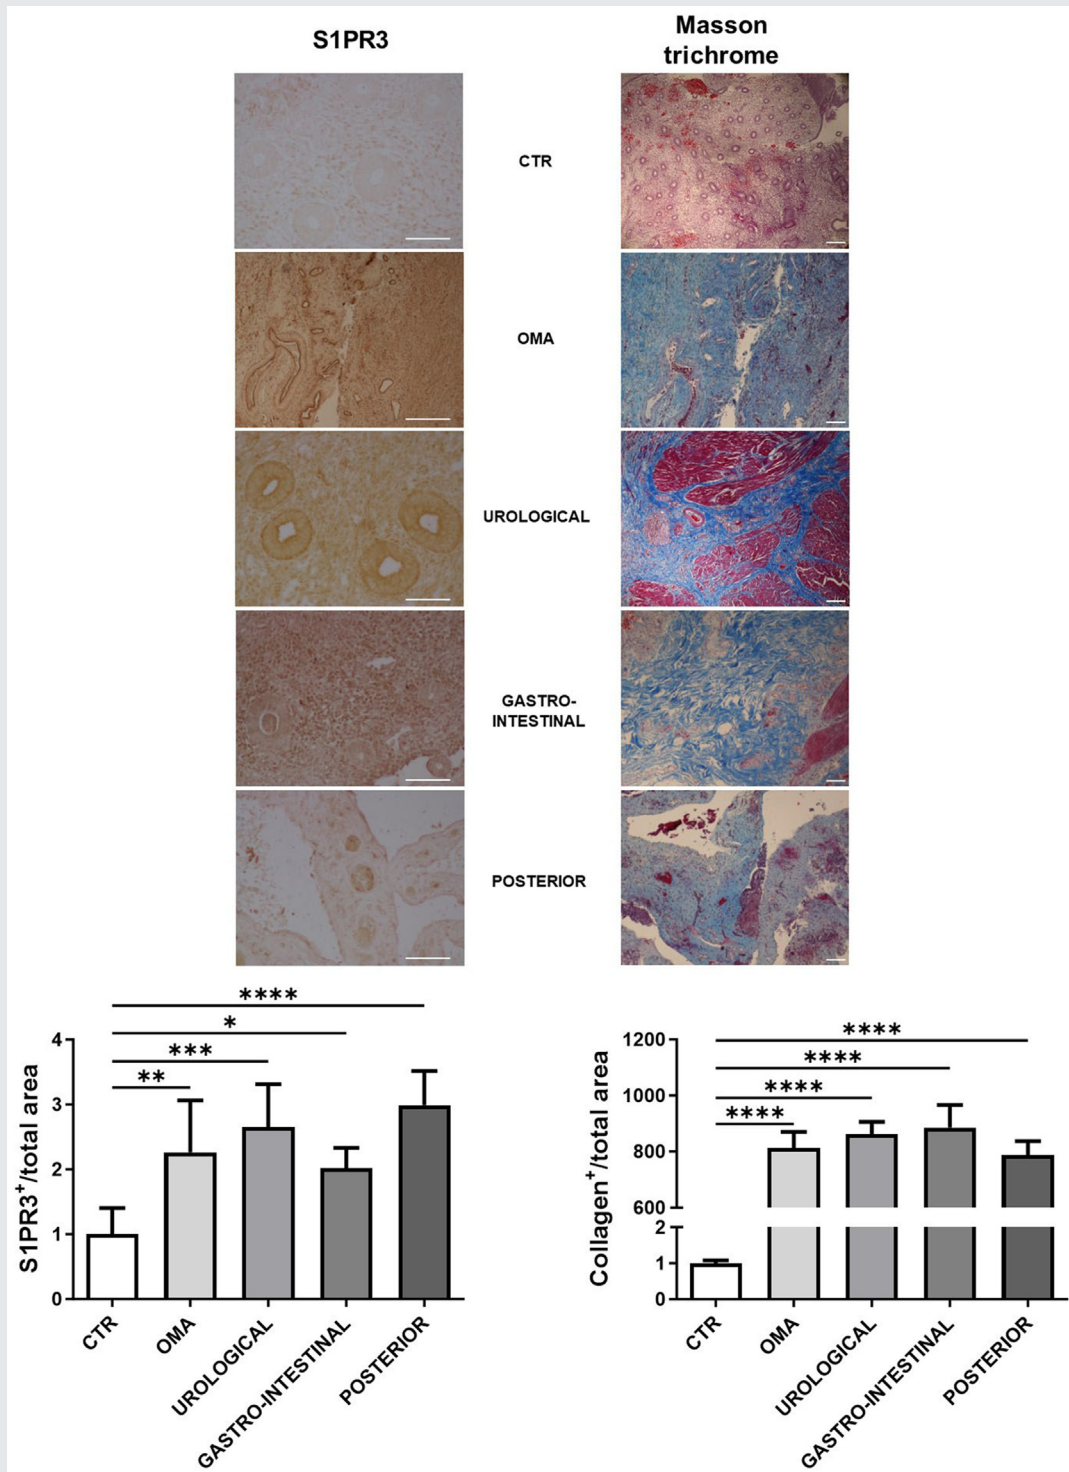 S1PR3
Masson
trichrome
CTR
OMA
UROLOGICAL
GASTRO-
INTESTINAL
POSTERIOR
****
*
***
**
4
3
2
1
0
S1PR3⁺/total area
CTR
OMA
UROLOGICAL
GASTRO-INTESTINAL
POSTERIOR
****
****
****
****
1200
1000
800
600
2
1
0
Collagen⁺/total area
CTR
OMA
UROLOGICAL
GASTRO-INTESTINAL
POSTERIOR